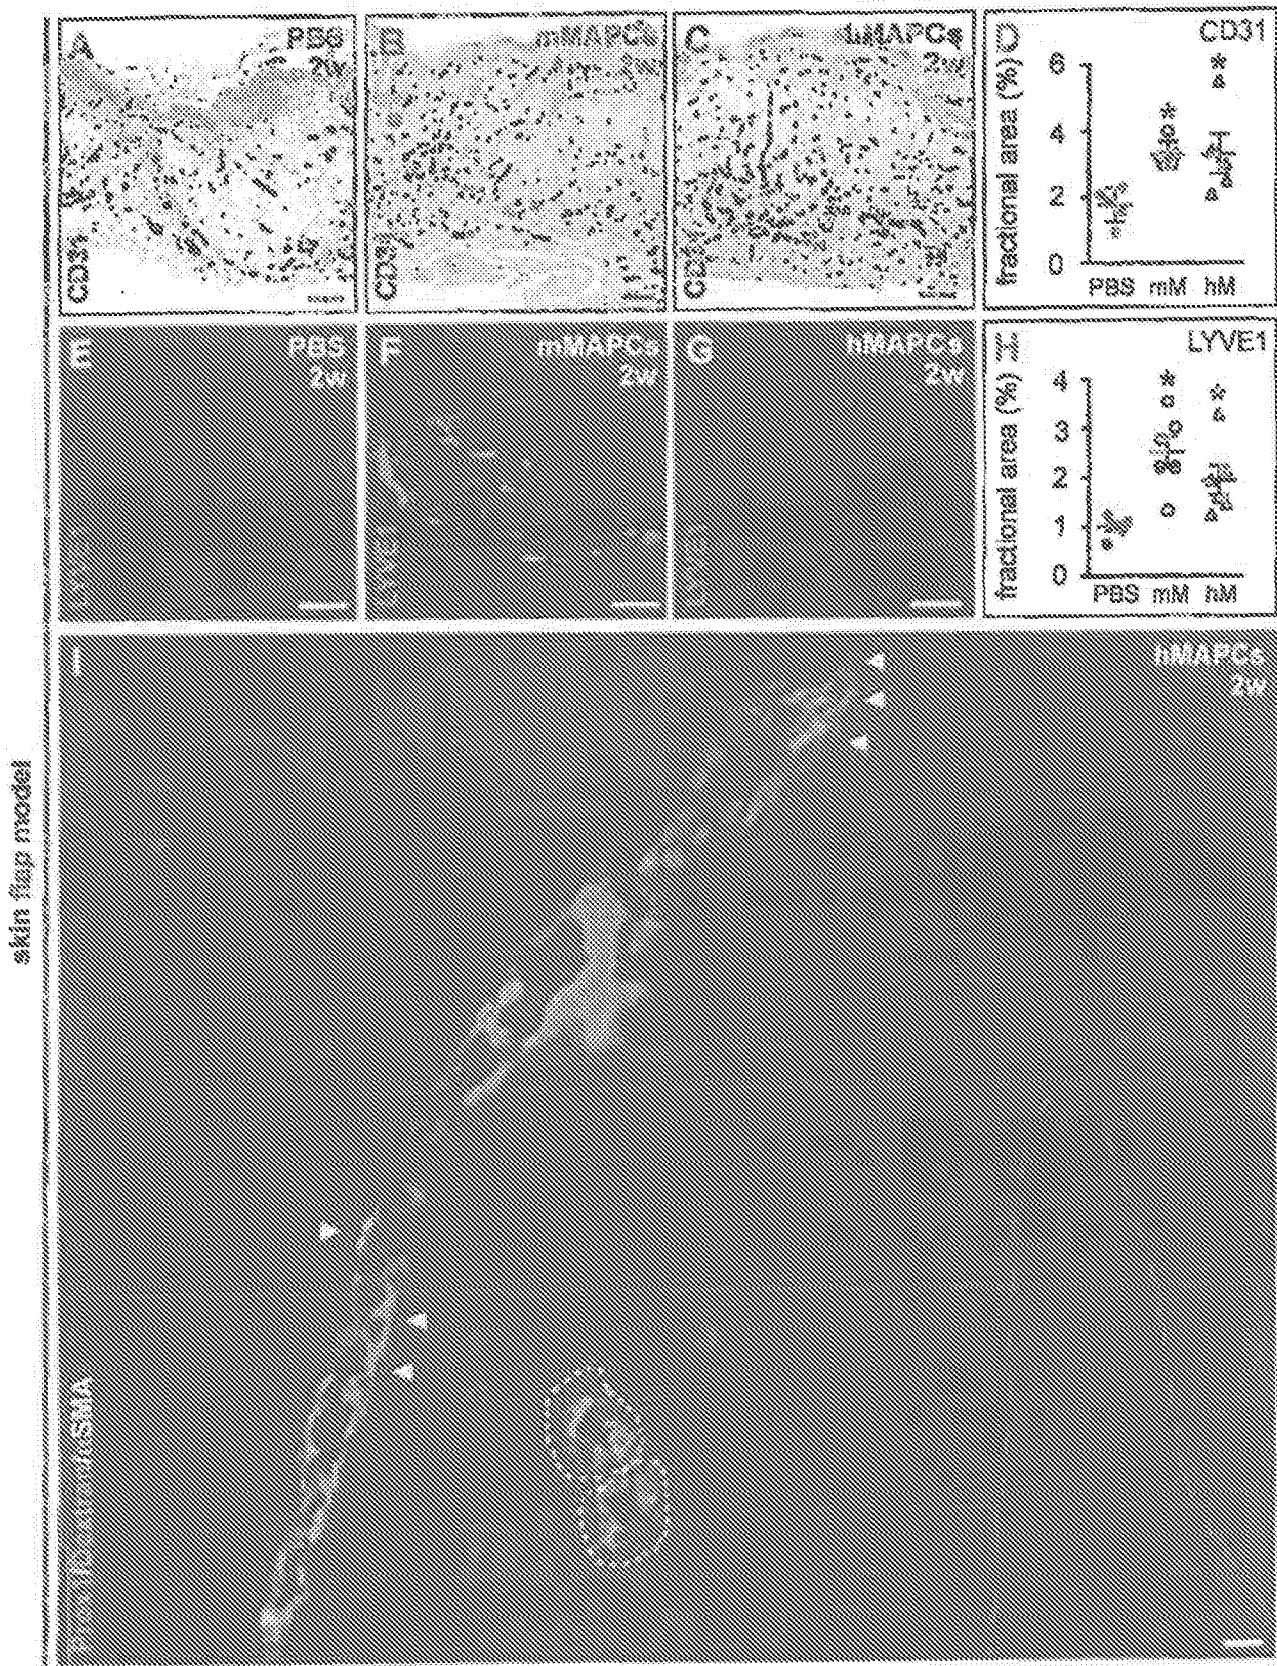 A PBS
2w
CD31
B mMAPCs
2w
CD31
C hMAPCs
2w
CD31
D CD31
fractional area (%)
6
4
2
0
PBS mM hM
E PBS
2w
F mMAPCs
2w
G hMAPCs
2w
H LYVE1
fractional area (%)
4
3
2
1
0
PBS mM hM
I hMAPCs
2w
αSMA
skin flap model